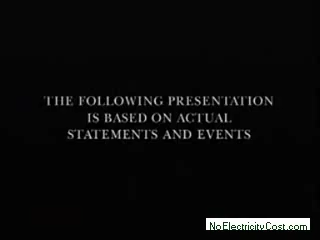 THE FOLLOWING PRESENTATION
IS BASED ON ACTUAL
STATEMENTS AND EVENTS
NoElectricityCost.com